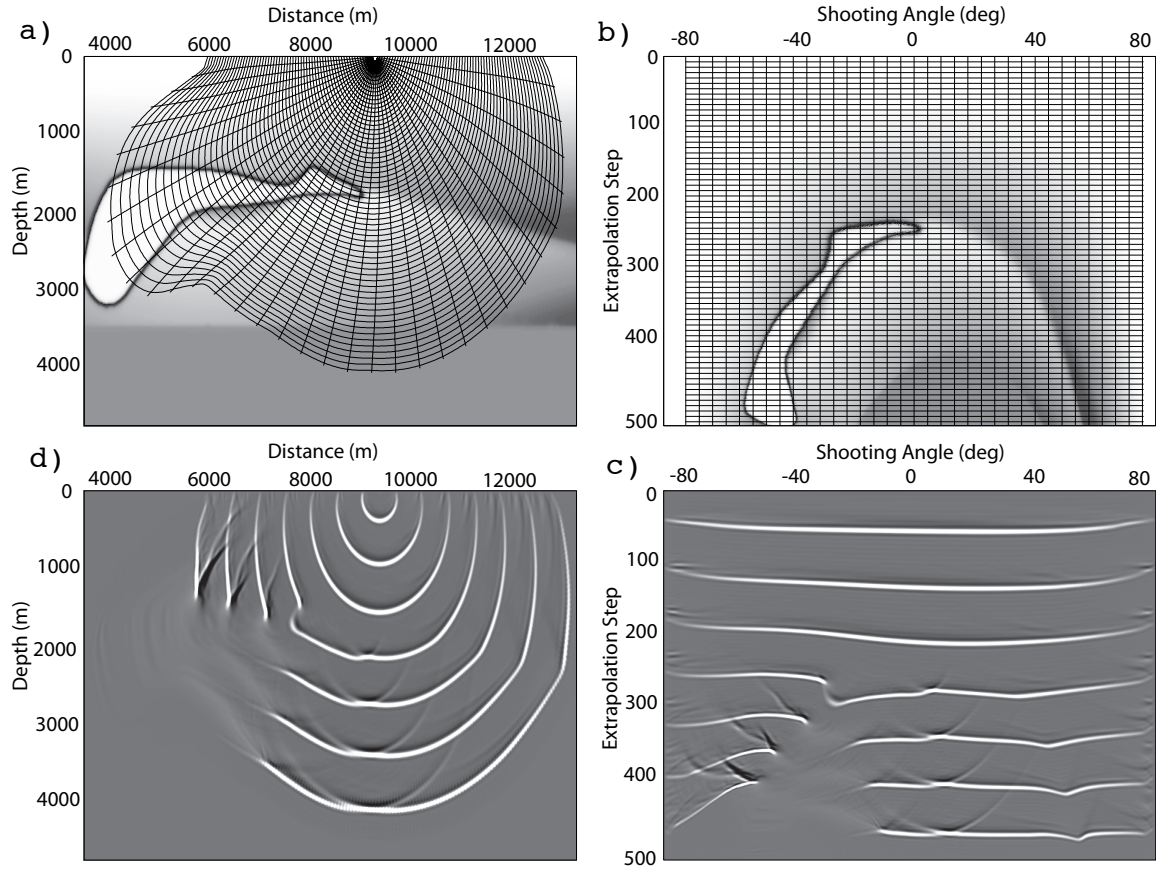 Distance (m)
a)
4000 6000 8000 10000 12000
0
1000
2000
3000
4000
Depth (m)
Shooting Angle (deg)
b)
-80 -40 0 40 80
0
100
200
300
400
500
Extrapolation Step
Distance (m)
d)
4000 6000 8000 10000 12000
0
1000
2000
3000
4000
Depth (m)
Shooting Angle (deg)
c)
-80 -40 0 40 80
0
100
200
300
400
500
Extrapolation Step